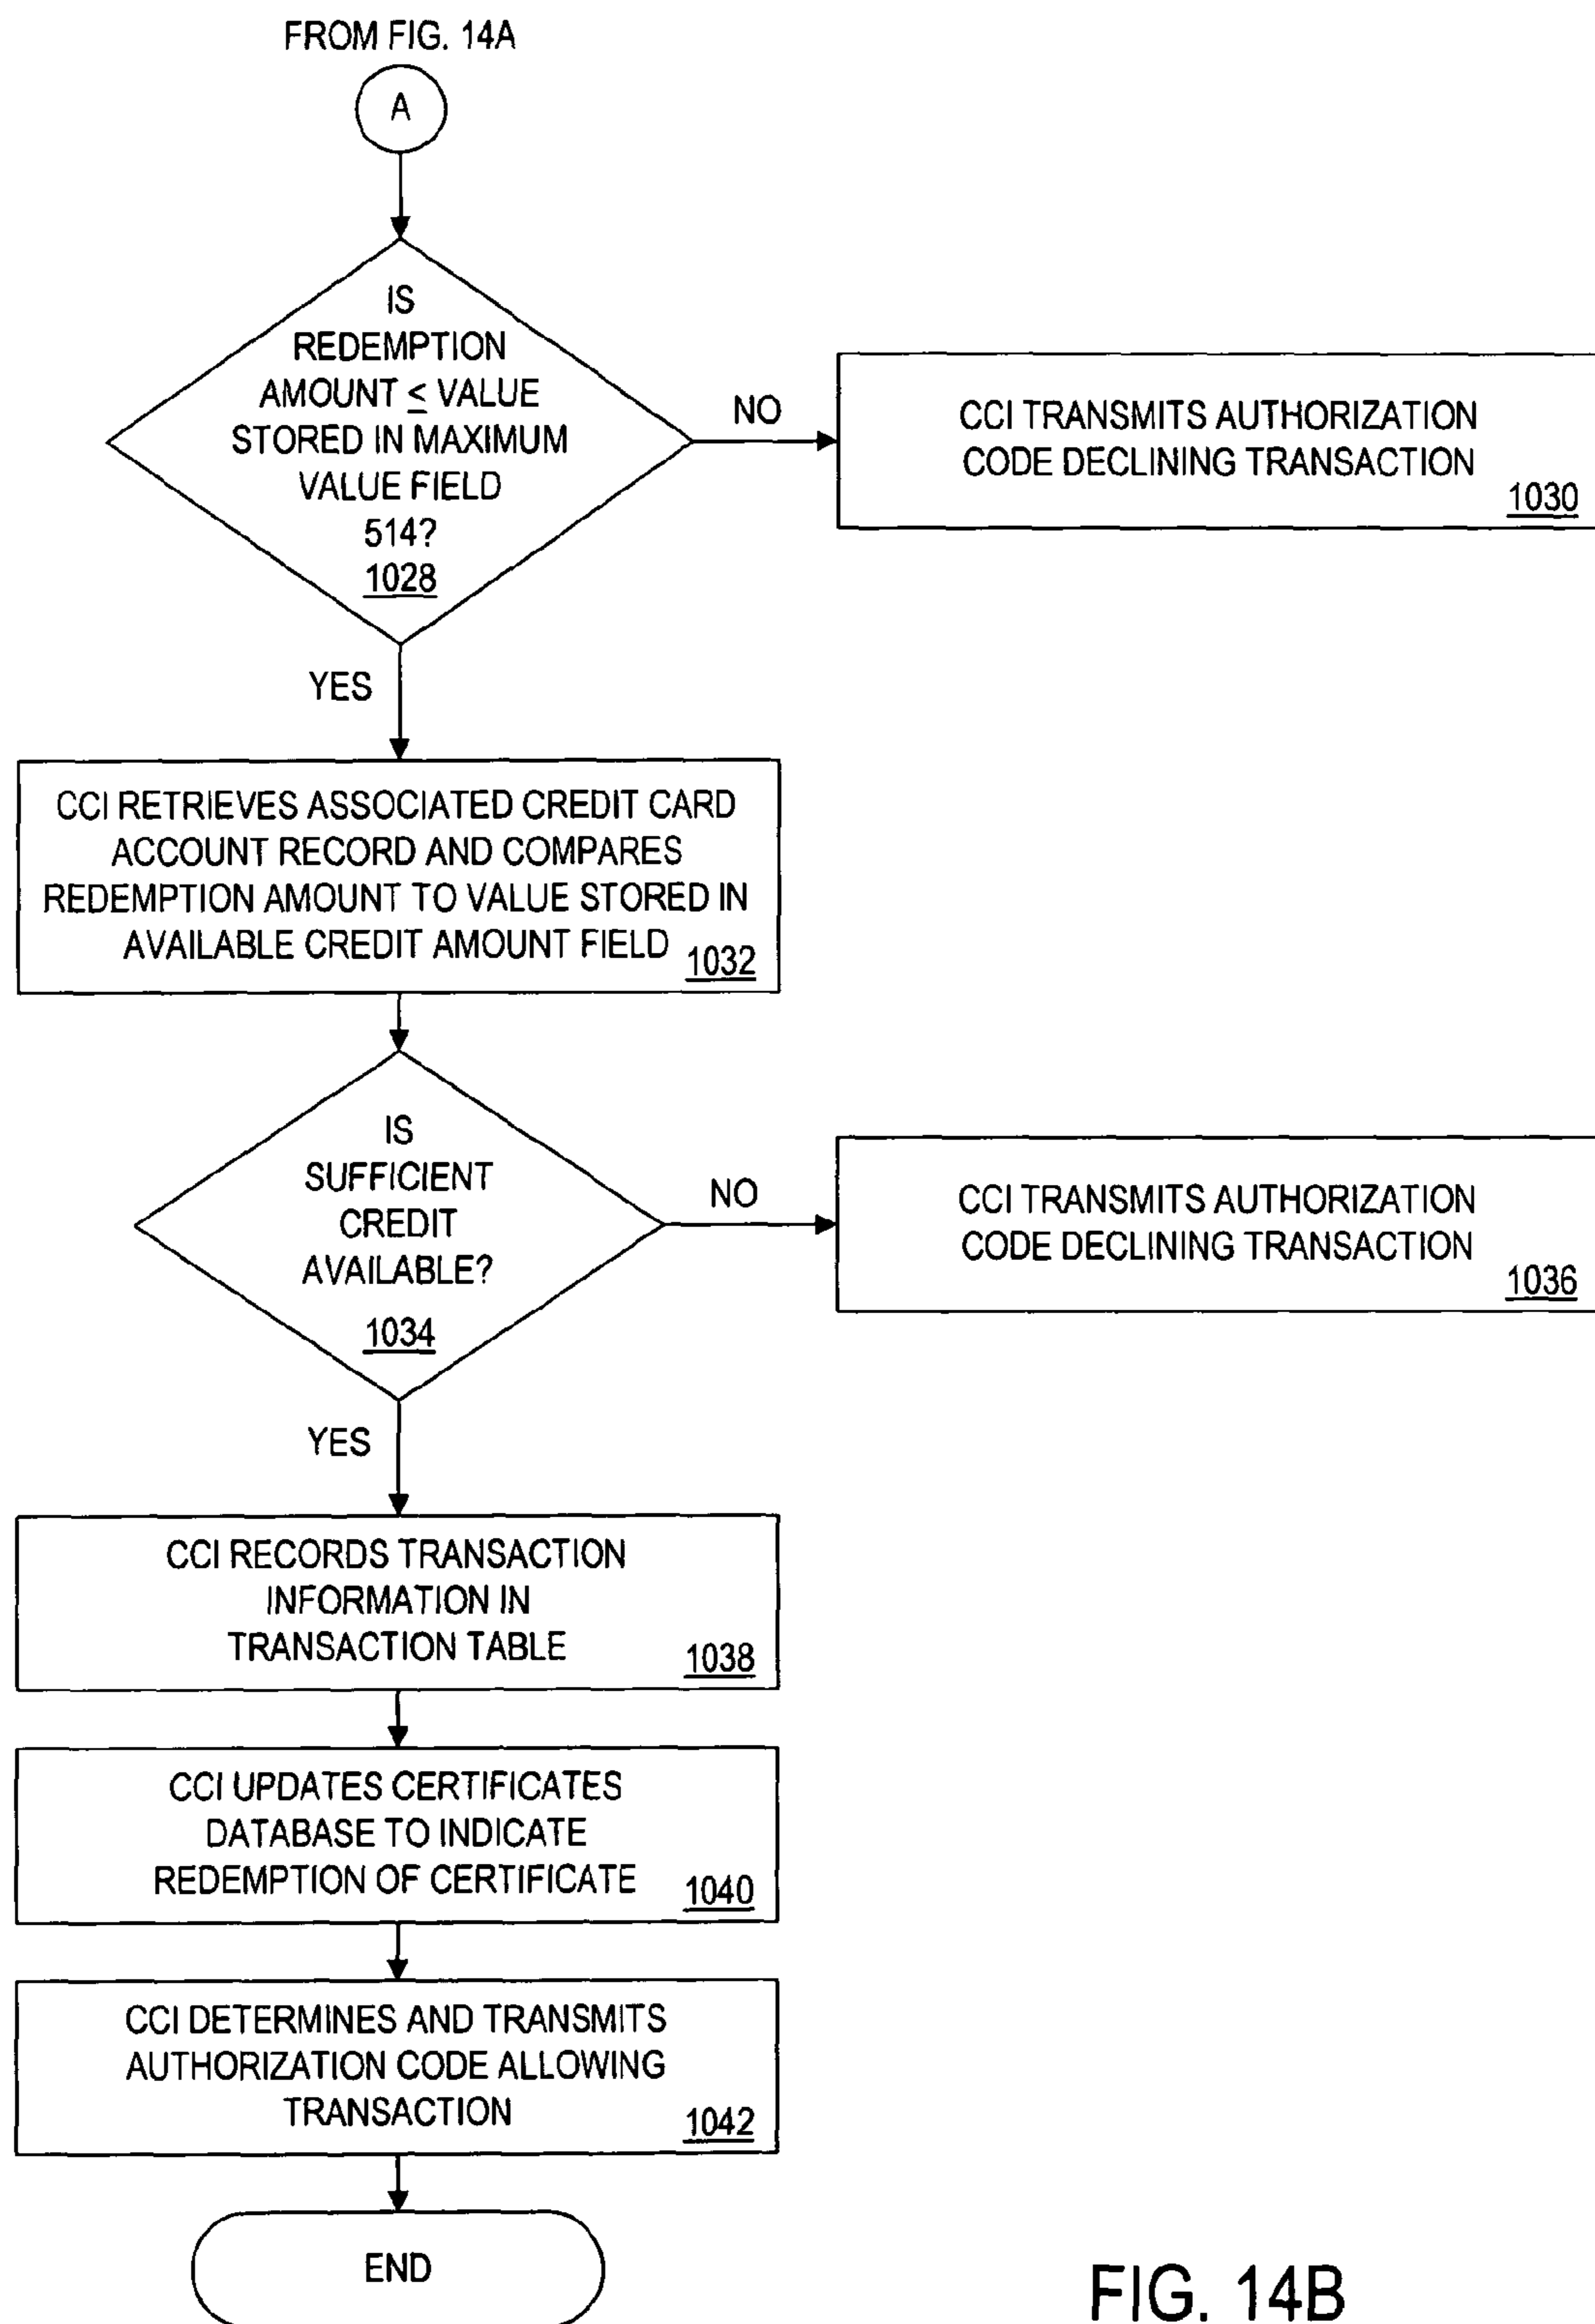 FROM FIG. 14A
A
IS
REDEMPTION
AMOUNT ≤ VALUE
STORED IN MAXIMUM
VALUE FIELD
514?
1028
NO
CCI TRANSMITS AUTHORIZATION
CODE DECLINING TRANSACTION
1030
YES
CCI RETRIEVES ASSOCIATED CREDIT CARD
ACCOUNT RECORD AND COMPARES
REDEMPTION AMOUNT TO VALUE STORED IN
AVAILABLE CREDIT AMOUNT FIELD
1032
IS
SUFFICIENT
CREDIT
AVAILABLE?
1034
NO
CCI TRANSMITS AUTHORIZATION
CODE DECLINING TRANSACTION
1036
YES
CCI RECORDS TRANSACTION
INFORMATION IN
TRANSACTION TABLE
1038
CCI UPDATES CERTIFICATES
DATABASE TO INDICATE
REDEMPTION OF CERTIFICATE
1040
CCI DETERMINES AND TRANSMITS
AUTHORIZATION CODE ALLOWING
TRANSACTION
1042
END
FIG. 14B